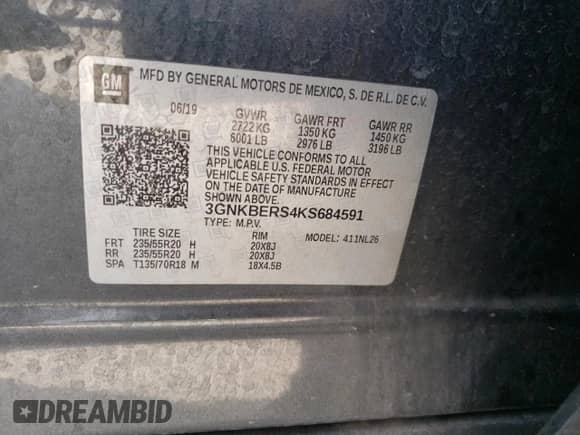 GM MFD BY GENERAL MOTORS DE MEXICO, S. DE R.L. DE C.V.
06/19 GVWR GAWR FRT GAWR RR
2722 KG 1350 KG 1450 KG
6001 LB 2976 LB 3196 LB
THIS VEHICLE CONFORMS TO ALL
APPLICABLE U.S. FEDERAL MOTOR
VEHICLE SAFETY STANDARDS IN EFFECT
ON THE DATE OF MANUFACTURE
SHOWN ABOVE.
3GNKBERS4KS684591
TYPE: M.P.V.
TIRE SIZE RIM MODEL: 411NL26
FRT 235/55R20 H 20X8J
RR 235/55R20 H 20X8J
SPA T135/70R18 M 18X4.5B
DREAMBID